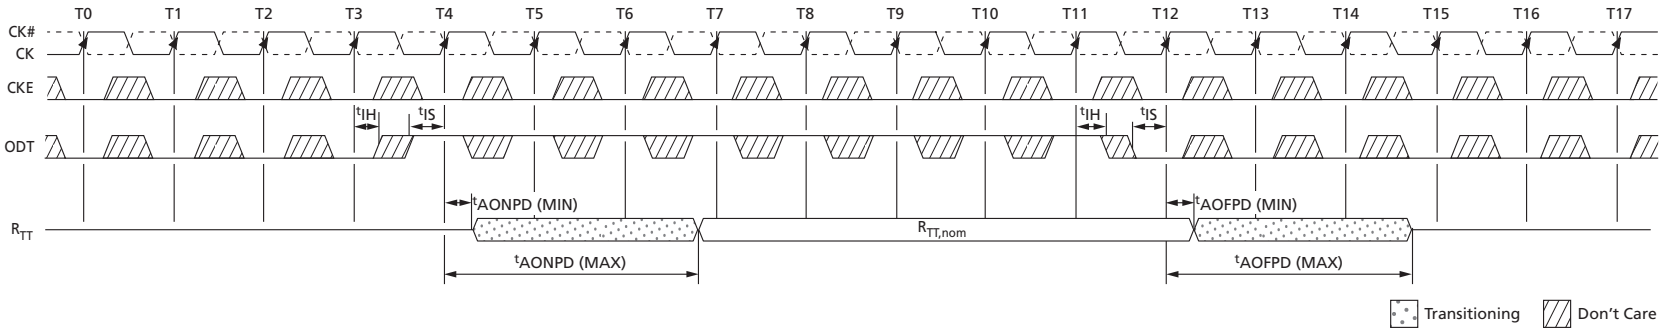 T0 T1 T2 T3 T4 T5 T6 T7 T8 T9 T10 T11 T12 T13 T14 T15 T16 T17
CK#
CK
CKE
tIH tIS tIH tIS
ODT
tAONPD (MIN) tAOFPD (MIN)
RTT RTT,nom
tAONPD (MAX) tAOFPD (MAX)
Transitioning Don't Care